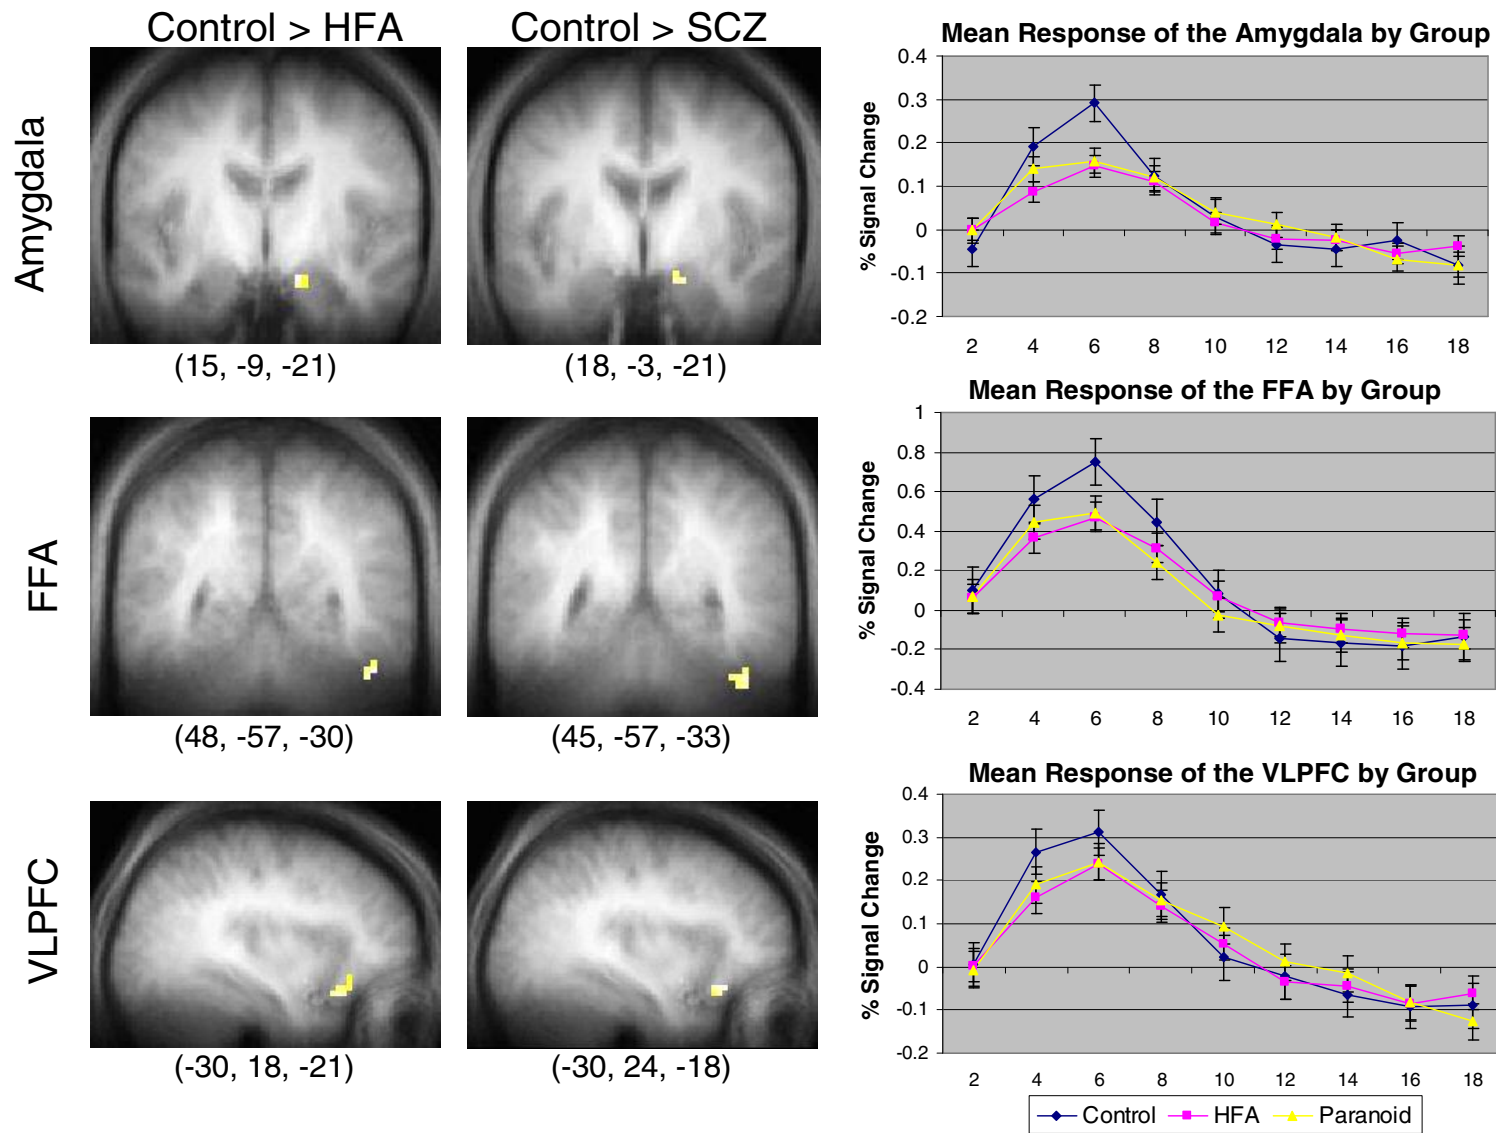 Control > HFA
Control > SCZ
Amygdala
(15, -9, -21)
(18, -3, -21)
Mean Response of the Amygdala by Group
% Signal Change
0.4
0.3
0.2
0.1
0
-0.1
-0.2
2 4 6 8 10 12 14 16 18
FFA
(48, -57, -30)
(45, -57, -33)
Mean Response of the FFA by Group
% Signal Change
1
0.8
0.6
0.4
0.2
0
-0.2
-0.4
2 4 6 8 10 12 14 16 18
VLPFC
(-30, 18, -21)
(-30, 24, -18)
Mean Response of the VLPFC by Group
% Signal Change
0.4
0.3
0.2
0.1
0
-0.1
-0.2
2 4 6 8 10 12 14 16 18
Control HFA Paranoid